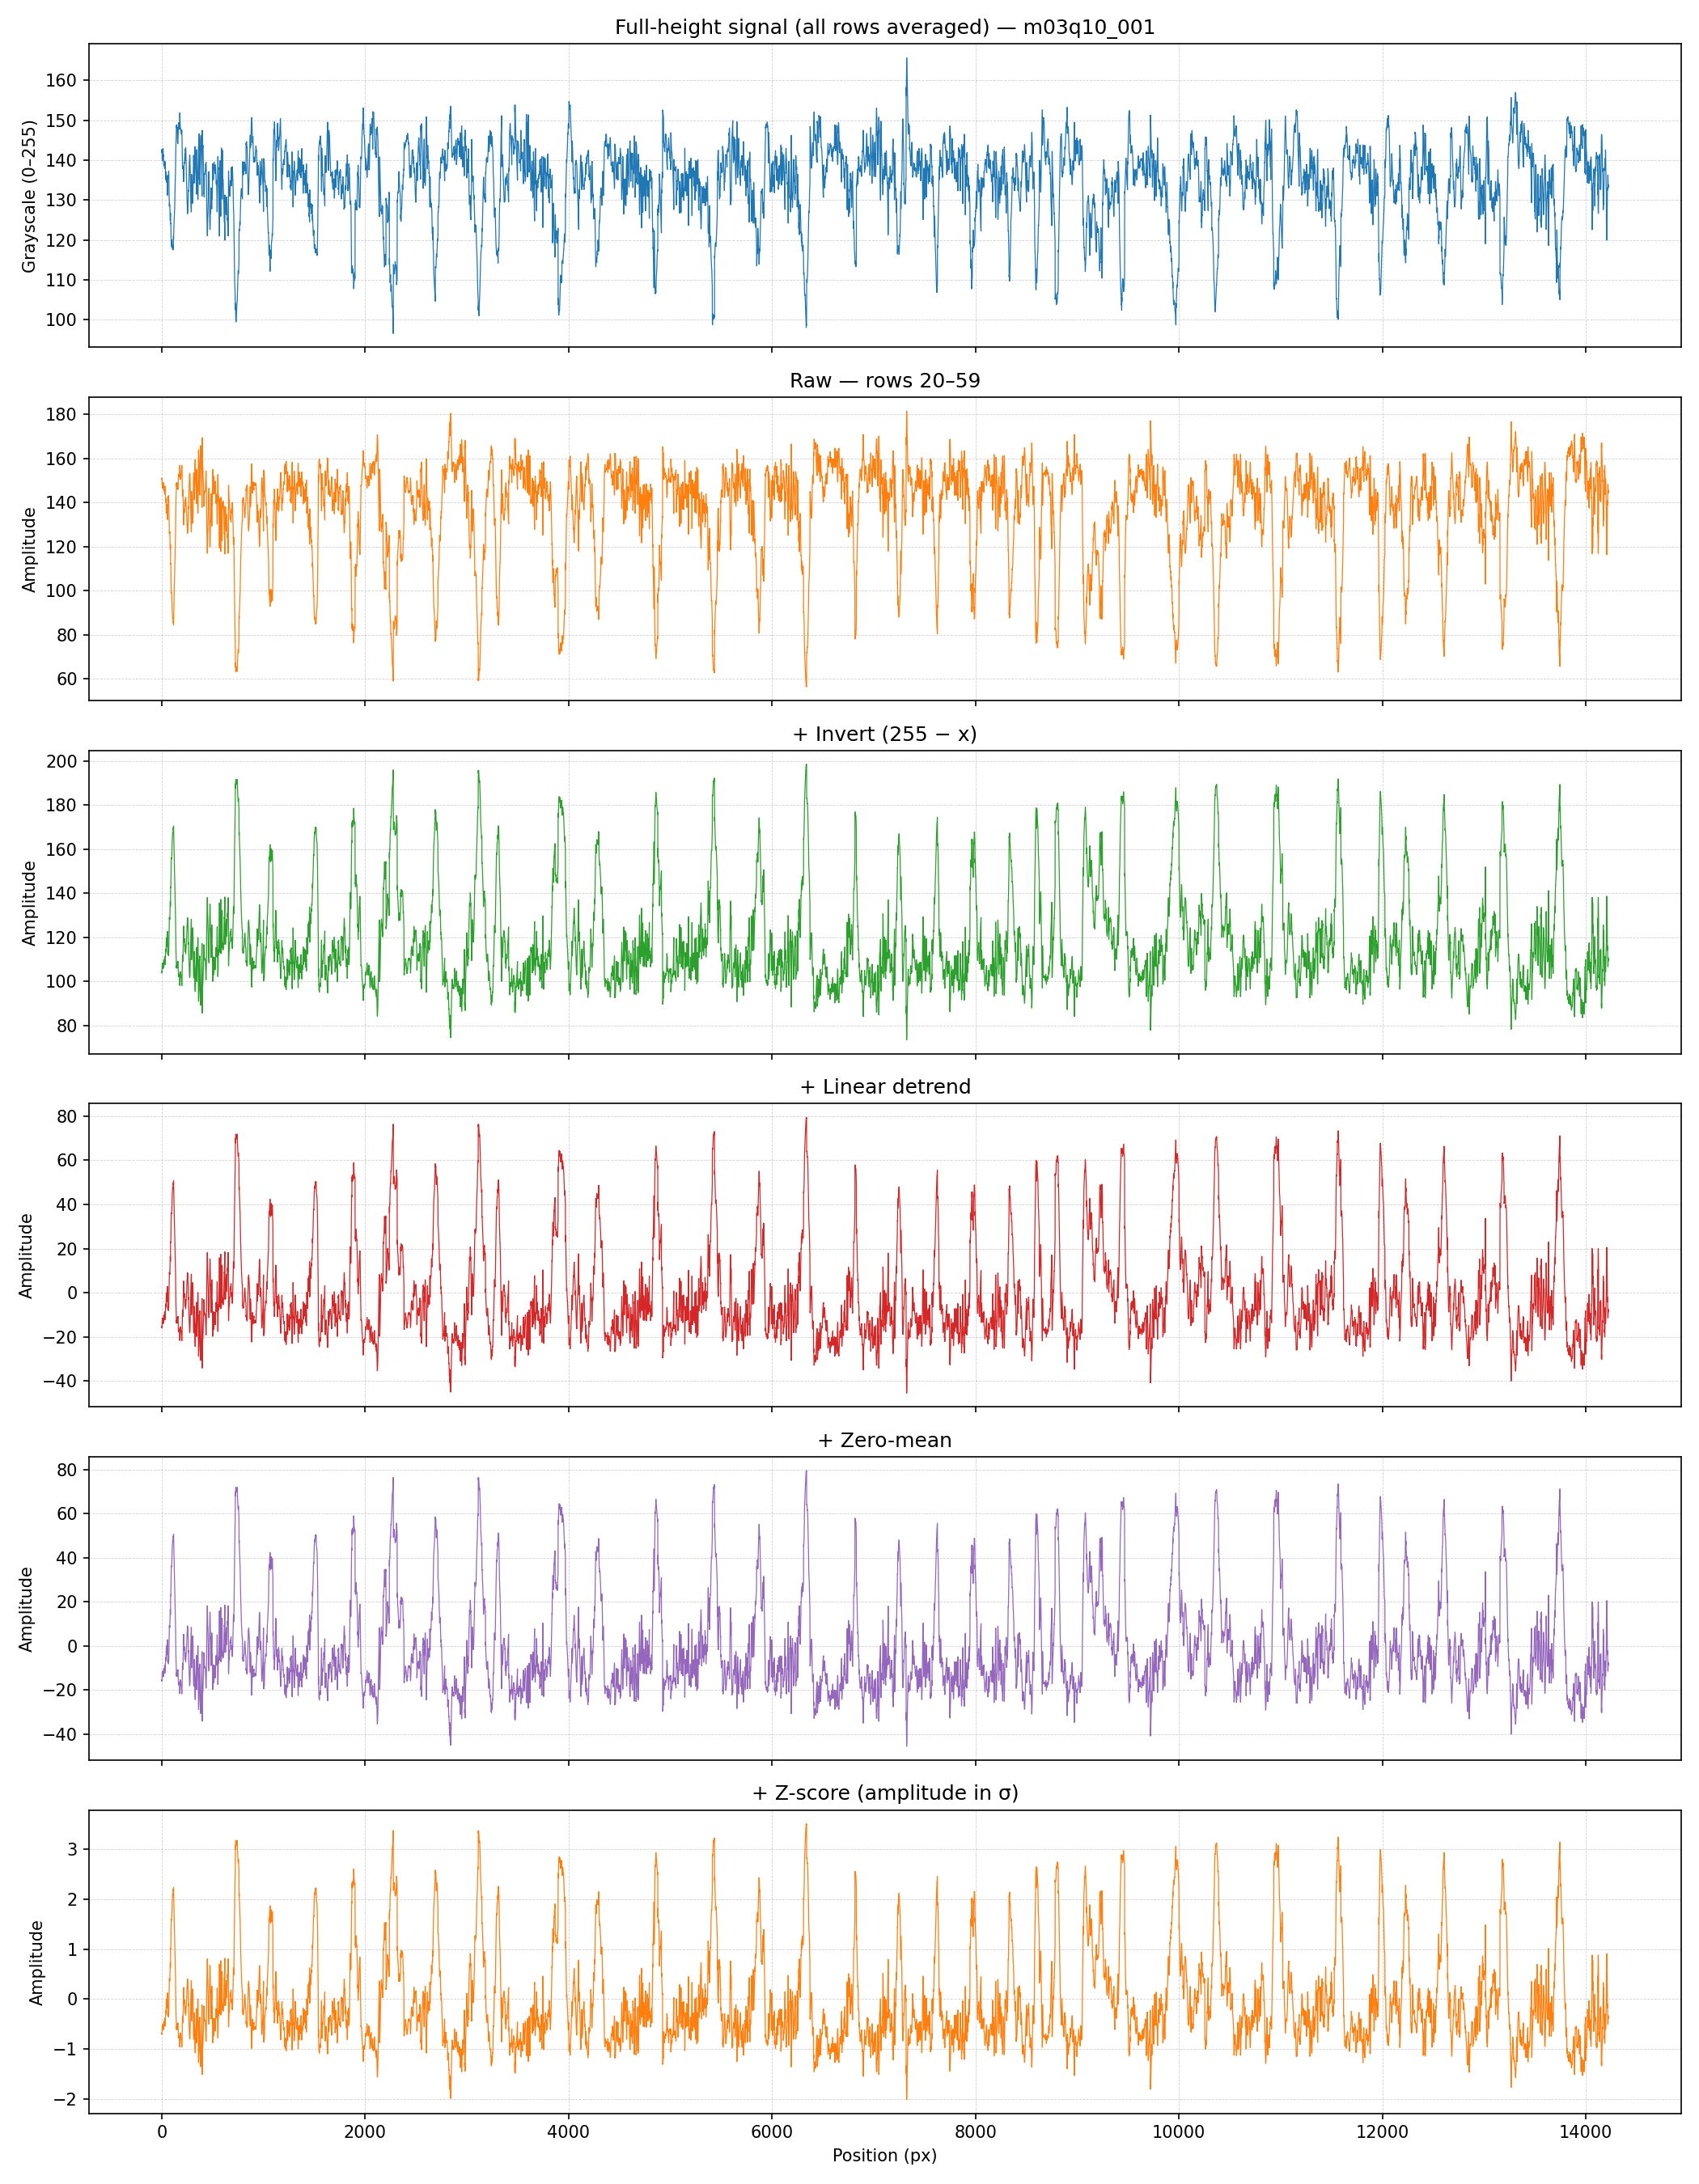 Full-height signal (all rows averaged) — m03q10_001
Grayscale (0–255)
160
150
140
130
120
110
100
Raw — rows 20–59
Amplitude
180
160
140
120
100
80
60
+ Invert (255 − x)
Amplitude
200
180
160
140
120
100
80
+ Linear detrend
Amplitude
80
60
40
20
0
−20
−40
+ Zero-mean
Amplitude
80
60
40
20
0
−20
−40
+ Z-score (amplitude in σ)
Amplitude
3
2
1
0
−1
−2
0 2000 4000 6000 8000 10000 12000 14000
Position (px)